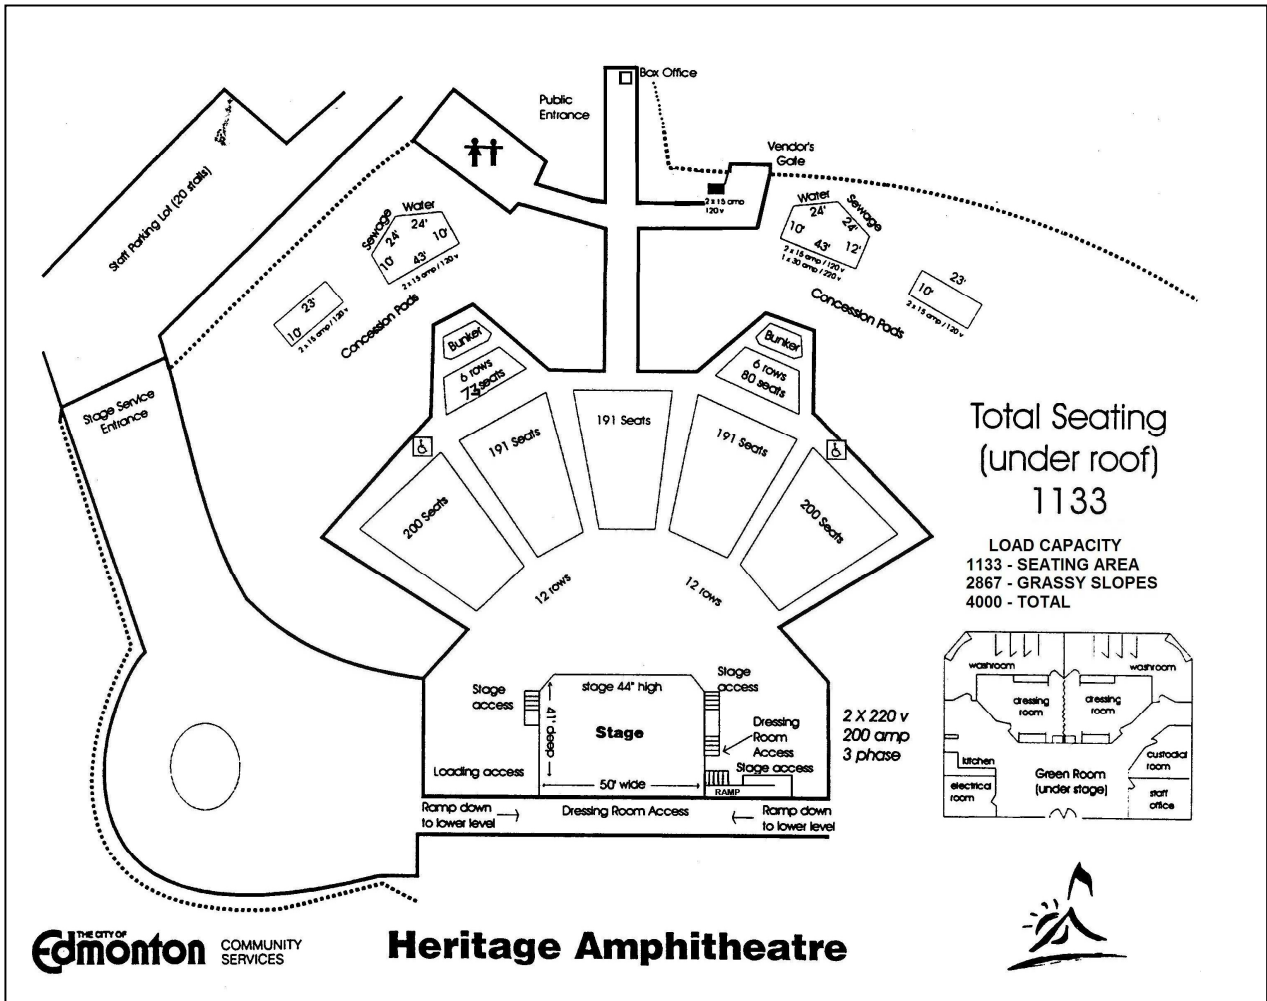 Box Office
Public
Entrance
Vendor's
Gate
2 x 15 amp
120 v
Staff Parking Lot (20 stalls)
Water
Sewage
24'
24'
10'
10'
43'
2 x 15 amp / 120 v
23'
10'
2 x 15 amp / 120 v
Concession Pads
Water
Sewage
24'
24'
10'
12'
43'
2 x 15 amp / 120 v
1 x 30 amp / 220 v
23'
10'
2 x 15 amp / 120 v
Concession Pads
Stage Service
Entrance
Bunker
6 rows
seats
Bunker
6 rows
80 seats
191 Seats
191 Seats
191 Seats
200 Seats
200 Seats
12 rows
12 rows
Total Seating
(under roof)
1133
LOAD CAPACITY
1133 - SEATING AREA
2867 - GRASSY SLOPES
4000 - TOTAL
Stage
access
stage 44" high
Stage
access
41' deep
Stage
Dressing
Room
Access
Stage access
Loading access
50' wide
RAMP
2 X 220 v
200 amp
3 phase
Ramp down
to lower level
Dressing Room Access
Ramp down
to lower level
washroom
washroom
dressing
room
dressing
room
kitchen
custodial
room
Green Room
(under stage)
electrical
room
staff
office
THE CITY OF
Edmonton
COMMUNITY
SERVICES
Heritage Amphitheatre